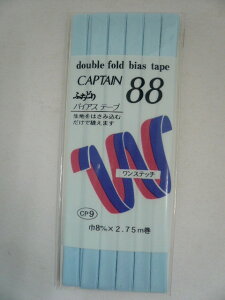 double fold bias tape
CAPTAIN 88
ふちどり
バイアス テープ
生地をはさみ込む
だけで縫えます
ワンステッチ
CP9
巾8㎜×2.75m巻